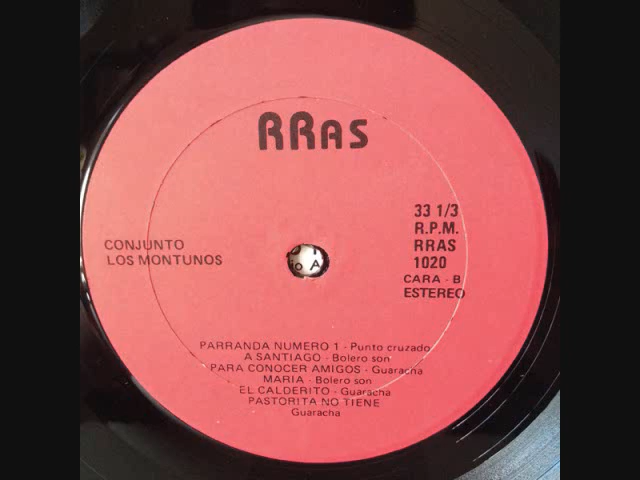 RRAS
33 1/3
R.P.M.
RRAS
1020
CARA - B
ESTEREO
CONJUNTO
LOS MONTUNOS
PARRANDA NUMERO 1 - Punto cruzado
A SANTIAGO - Bolero son
PARA CONOCER AMIGOS - Guaracha
MARIA - Bolero son
EL CALDERITO - Guaracha
PASTORITA NO TIENE
Guaracha